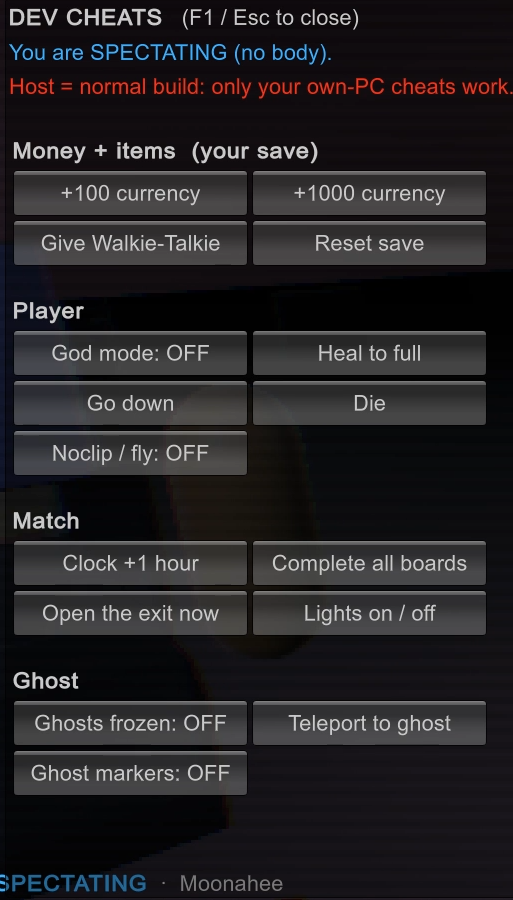 DEV CHEATS (F1 / Esc to close)
You are SPECTATING (no body).
Host = normal build: only your own-PC cheats work.
Money + items (your save)
+100 currency +1000 currency
Give Walkie-Talkie Reset save
Player
God mode: OFF Heal to full
Go down Die
Noclip / fly: OFF
Match
Clock +1 hour Complete all boards
Open the exit now Lights on / off
Ghost
Ghosts frozen: OFF Teleport to ghost
Ghost markers: OFF
SPECTATING · Moonahee